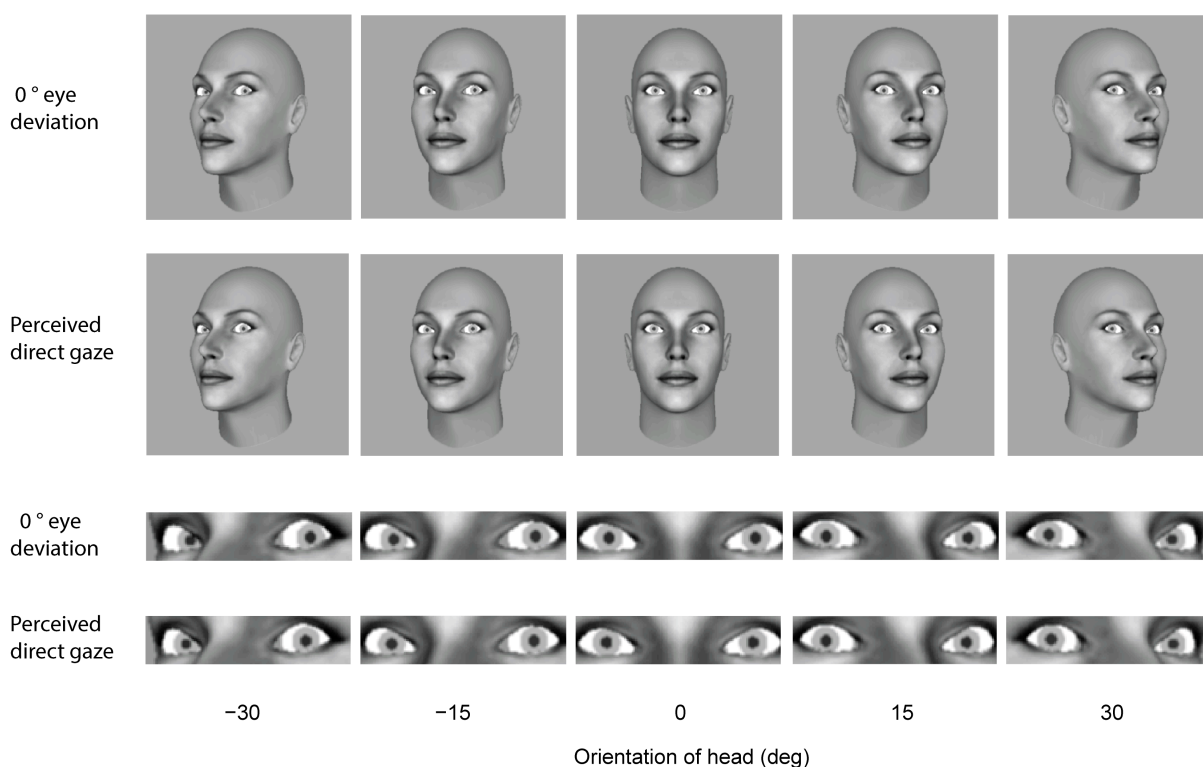 0 ° eye
deviation
Perceived
direct gaze
0 ° eye
deviation
Perceived
direct gaze
−30
−15
0
15
30
Orientation of head (deg)